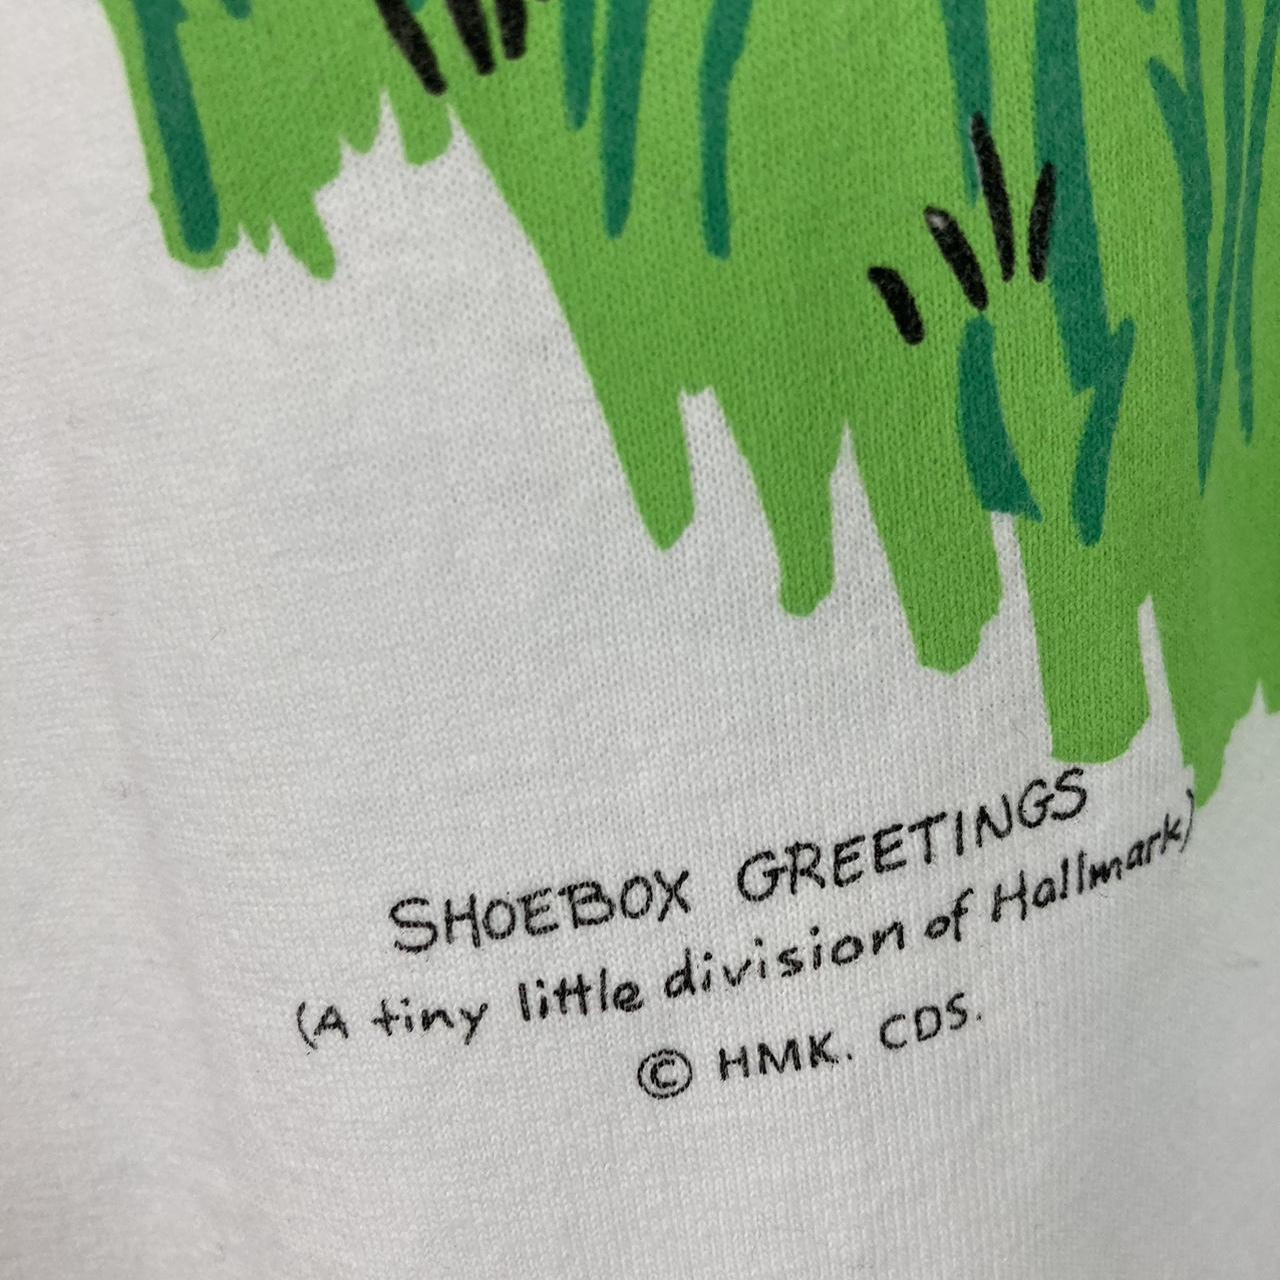 SHOEBOX GREETINGS
(A tiny little division of Hallmark)
© HMK. CDS.